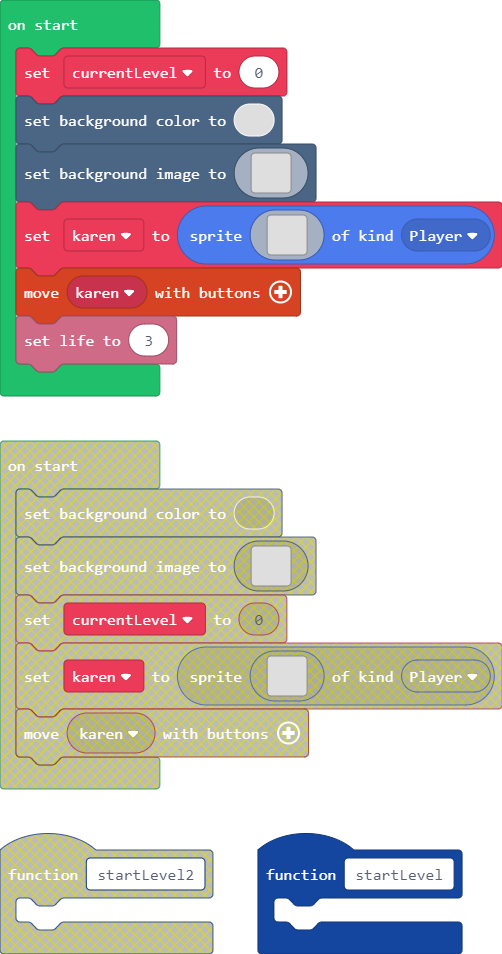 on start
set currentLevel to 0
set background color to
set background image to
set karen to sprite of kind Player
move karen with buttons
set life to 3
on start
set background color to
set background image to
set currentLevel to 0
set karen to sprite of kind Player
move karen with buttons
function startLevel2
function startLevel